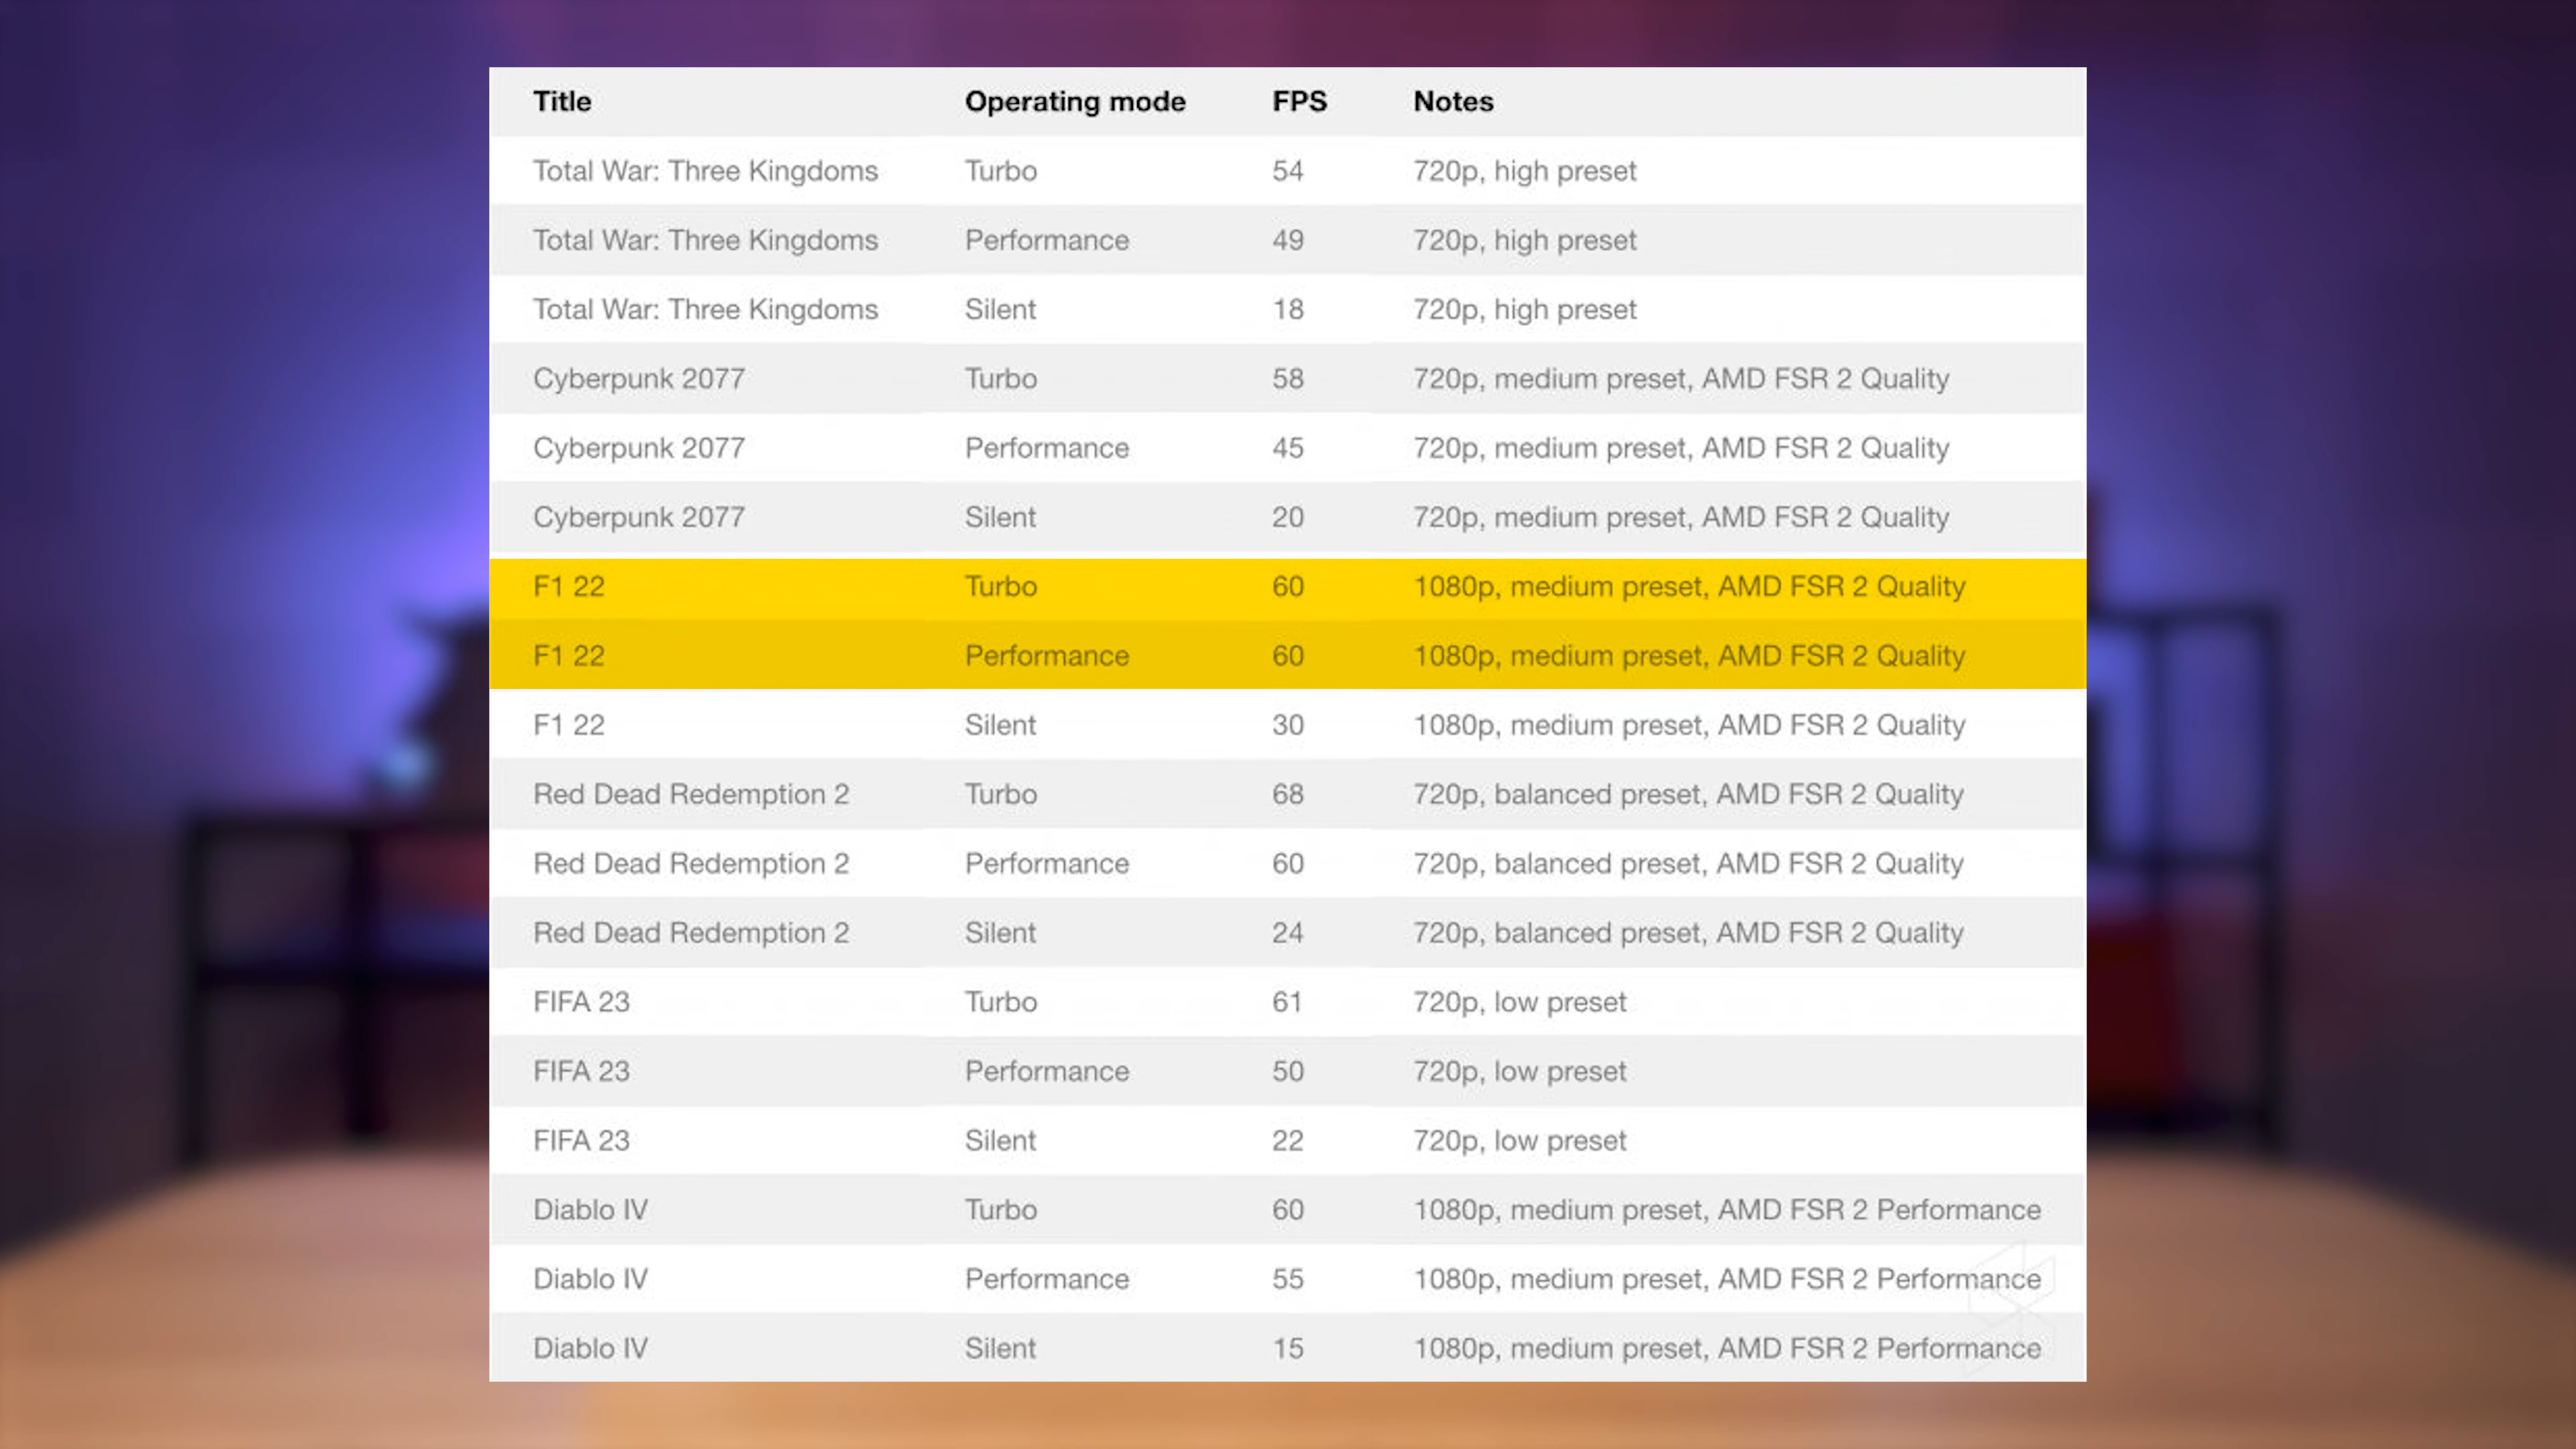 Title Operating mode FPS Notes
Total War: Three Kingdoms Turbo 54 720p, high preset
Total War: Three Kingdoms Performance 49 720p, high preset
Total War: Three Kingdoms Silent 18 720p, high preset
Cyberpunk 2077 Turbo 58 720p, medium preset, AMD FSR 2 Quality
Cyberpunk 2077 Performance 45 720p, medium preset, AMD FSR 2 Quality
Cyberpunk 2077 Silent 20 720p, medium preset, AMD FSR 2 Quality
F1 22 Turbo 60 1080p, medium preset, AMD FSR 2 Quality
F1 22 Performance 60 1080p, medium preset, AMD FSR 2 Quality
F1 22 Silent 30 1080p, medium preset, AMD FSR 2 Quality
Red Dead Redemption 2 Turbo 68 720p, balanced preset, AMD FSR 2 Quality
Red Dead Redemption 2 Performance 60 720p, balanced preset, AMD FSR 2 Quality
Red Dead Redemption 2 Silent 24 720p, balanced preset, AMD FSR 2 Quality
FIFA 23 Turbo 61 720p, low preset
FIFA 23 Performance 50 720p, low preset
FIFA 23 Silent 22 720p, low preset
Diablo IV Turbo 60 1080p, medium preset, AMD FSR 2 Performance
Diablo IV Performance 55 1080p, medium preset, AMD FSR 2 Performance
Diablo IV Silent 15 1080p, medium preset, AMD FSR 2 Performance